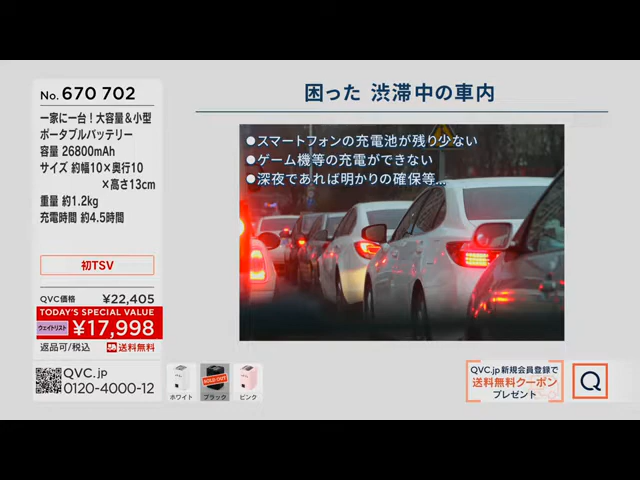 No. 670 702
一家に一台！大容量＆小型
ポータブルバッテリー
容量 26800mAh
サイズ 約幅10×奥行10
×高さ13cm
重量 約1.2kg
充電時間 約4.5時間
初TSV
QVC価格 ¥22,405
TODAY'S SPECIAL VALUE
ウェイトリスト ¥17,998
返品可/税込 送料無料
QVC.jp
0120-4000-12
困った 渋滞中の車内
●スマートフォンの充電池が残り少ない
●ゲーム機等の充電ができない
●深夜であれば明かりの確保等...
SOLD OUT
ホワイト ブラック ピンク
QVC.jp新規会員登録で
送料無料クーポン
プレゼント
Q